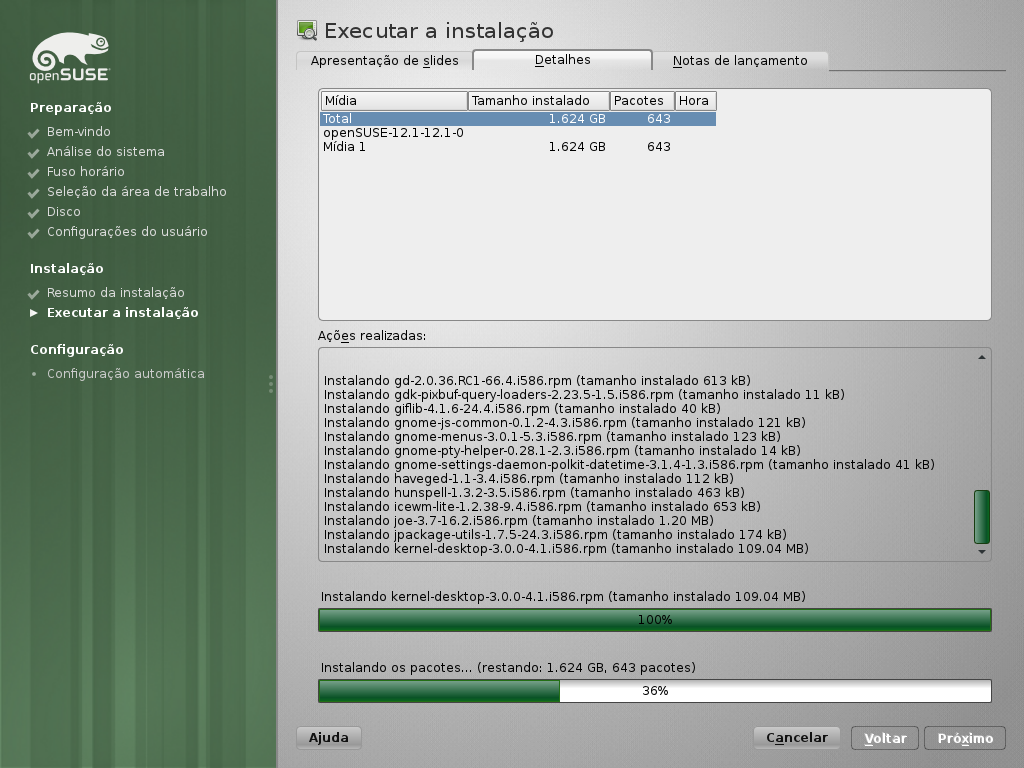 openSUSE
Preparação
Bem-vindo
Análise do sistema
Fuso horário
Seleção da área de trabalho
Disco
Configurações do usuário
Instalação
Resumo da instalação
Executar a instalação
Configuração
Configuração automática
Executar a instalação
Apresentação de slides Detalhes Notas de lançamento
Mídia Tamanho instalado Pacotes Hora
Total 1.624 GB 643
openSUSE-12.1-12.1-0
Mídia 1 1.624 GB 643
Ações realizadas:
Instalando gd-2.0.36.RC1-66.4.i586.rpm (tamanho instalado 613 kB)
Instalando gdk-pixbuf-query-loaders-2.23.5-1.5.i586.rpm (tamanho instalado 11 kB)
Instalando giflib-4.1.6-24.4.i586.rpm (tamanho instalado 40 kB)
Instalando gnome-js-common-0.1.2-4.3.i586.rpm (tamanho instalado 121 kB)
Instalando gnome-menus-3.0.1-5.3.i586.rpm (tamanho instalado 123 kB)
Instalando gnome-pty-helper-0.28.1-2.3.i586.rpm (tamanho instalado 14 kB)
Instalando gnome-settings-daemon-polkit-datetime-3.1.4-1.3.i586.rpm (tamanho instalado 41 kB)
Instalando haveged-1.1-3.4.i586.rpm (tamanho instalado 112 kB)
Instalando hunspell-1.3.2-3.5.i586.rpm (tamanho instalado 463 kB)
Instalando icewm-lite-1.2.38-9.4.i586.rpm (tamanho instalado 653 kB)
Instalando joe-3.7-16.2.i586.rpm (tamanho instalado 1.20 MB)
Instalando jpackage-utils-1.7.5-24.3.i586.rpm (tamanho instalado 174 kB)
Instalando kernel-desktop-3.0.0-4.1.i586.rpm (tamanho instalado 109.04 MB)
Instalando kernel-desktop-3.0.0-4.1.i586.rpm (tamanho instalado 109.04 MB)
100%
Instalando os pacotes... (restando: 1.624 GB, 643 pacotes)
36%
Ajuda Cancelar Voltar Próximo